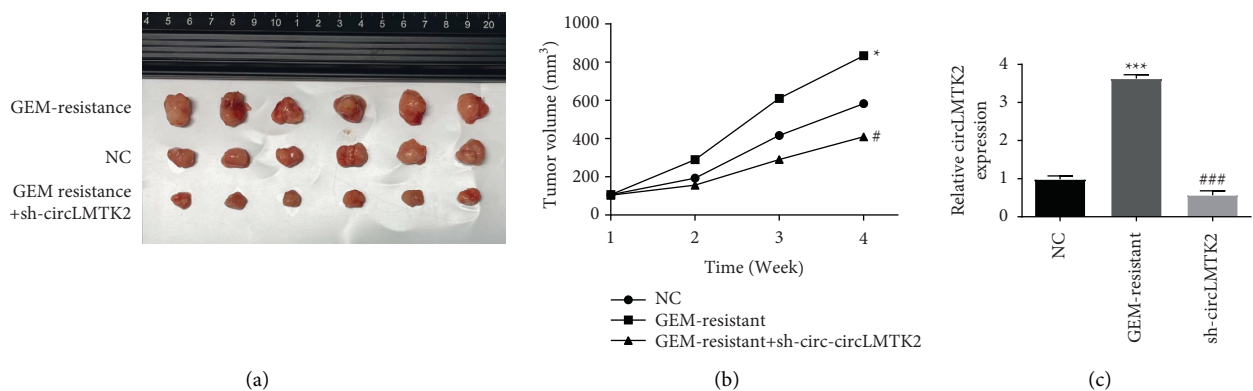 4 5 6 7 8 9 10 1 2 3 4 6 7 8 9 20
GEM-resistance
NC
GEM resistance
+sh-circLMTK2
(a)
Tumor volume (mm³)
1000
800
600
400
200
0
1 2 3 4
Time (Week)
*
#
NC
GEM-resistant
GEM-resistant+sh-circ-circLMTK2
(b)
Relative circLMTK2
expression
4
3
2
1
0
***
###
NC
GEM-resistant
sh-circLMTK2
(c)